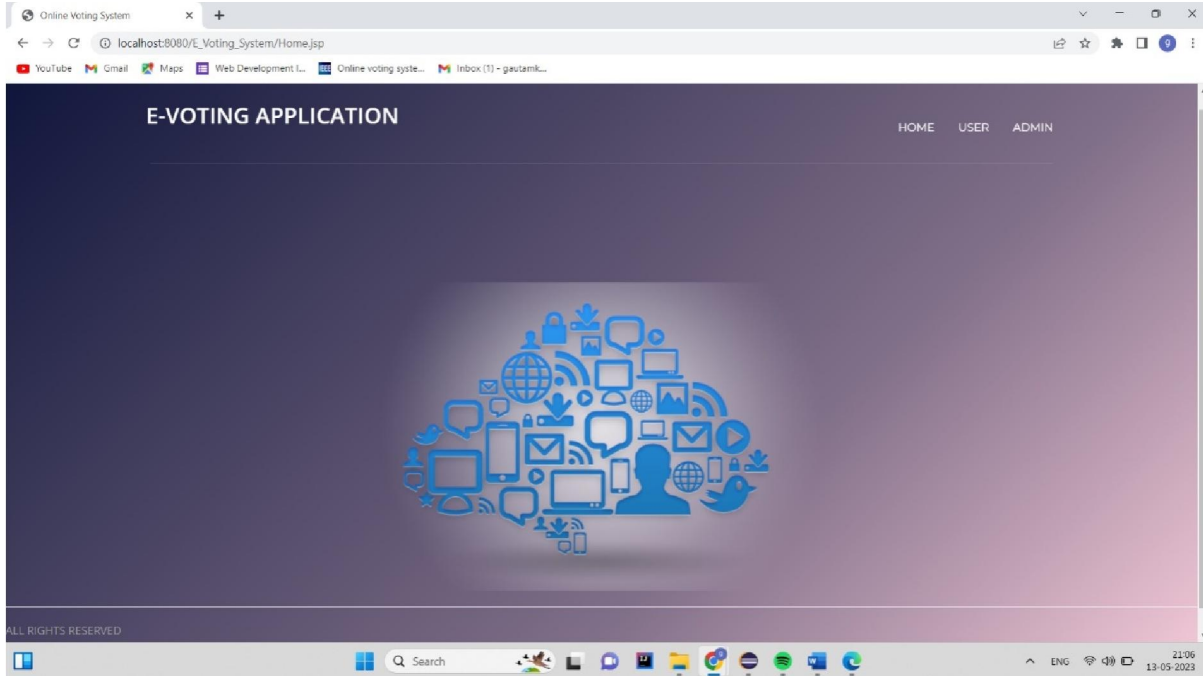 Online Voting System
localhost:8080/E_Voting_System/Home.jsp
g
YouTube Gmail Maps Web Development I... Online voting syste... Inbox (1) - gautamk...
E-VOTING APPLICATION
HOME USER ADMIN
ALL RIGHTS RESERVED
Search
ENG
21:06
13-05-2023